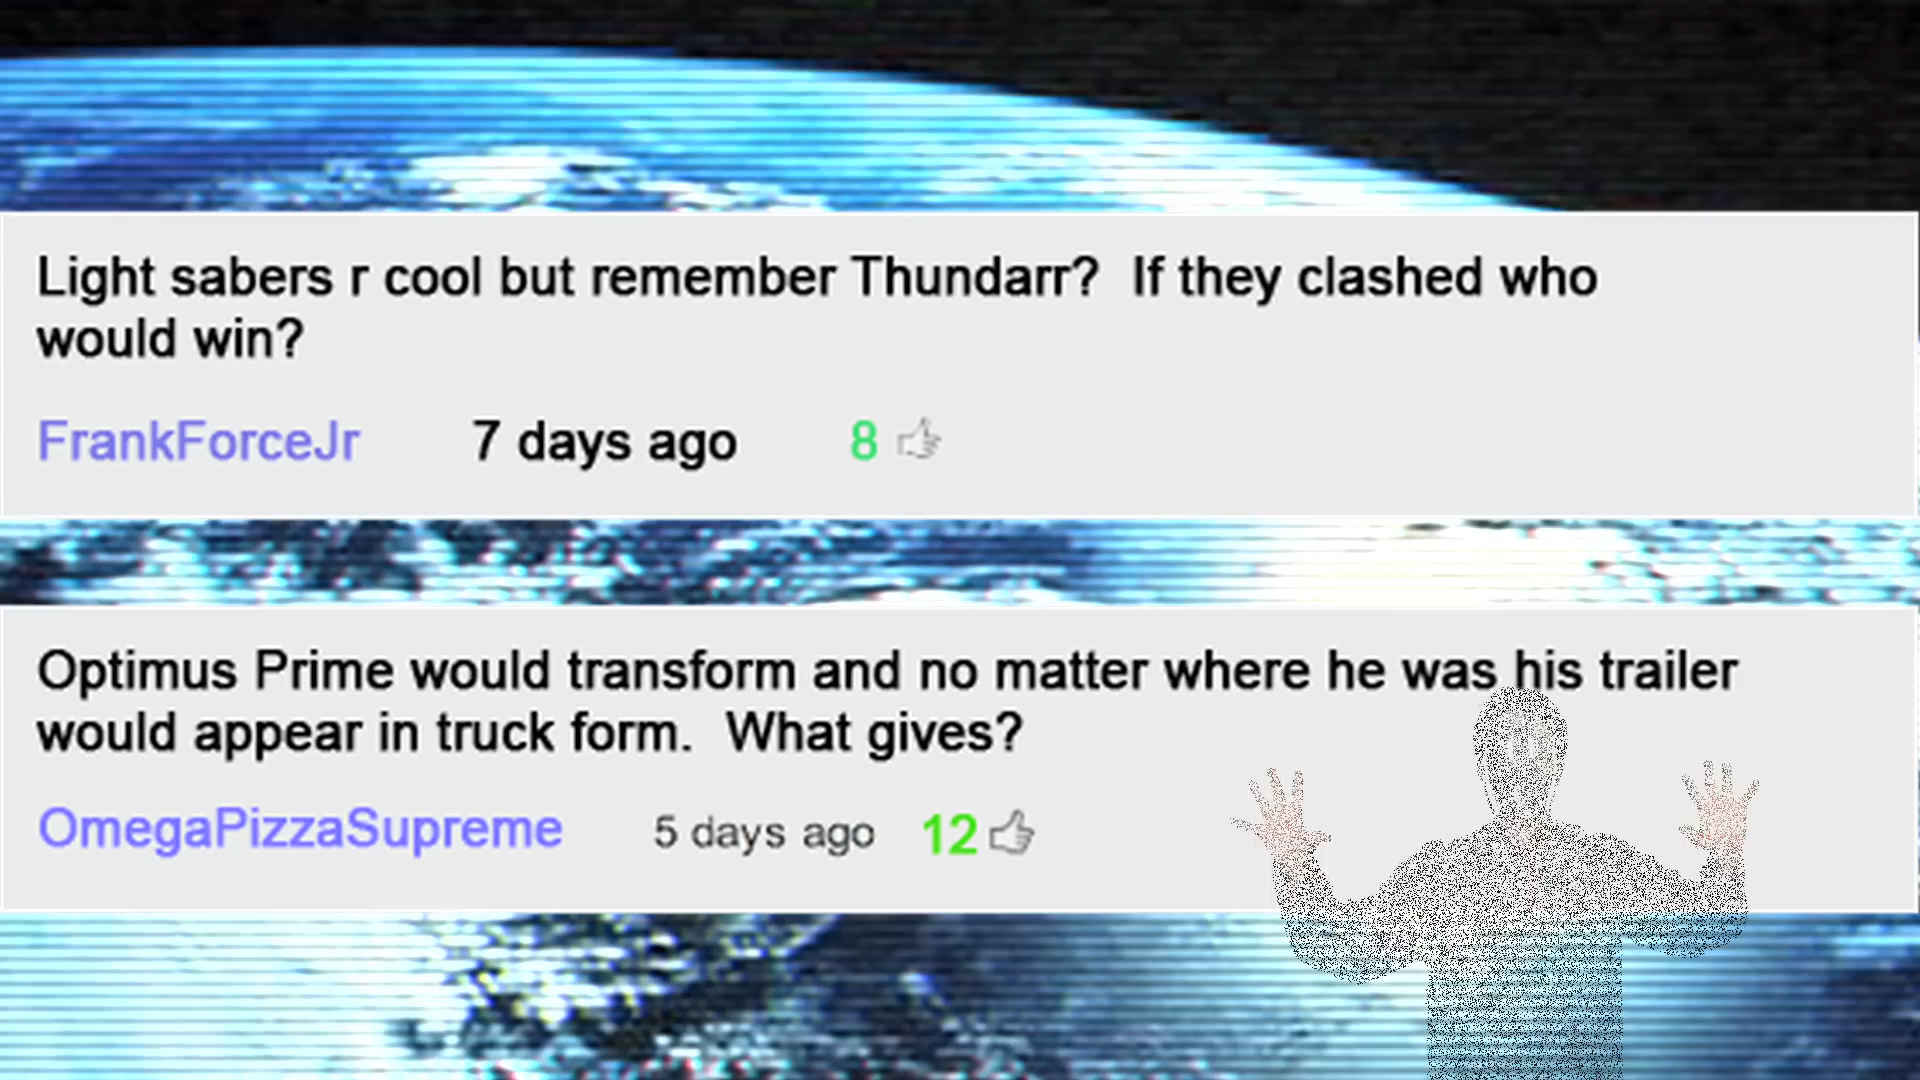 Light sabers r cool but remember Thundarr?  If they clashed who
would win?
FrankForceJr 7 days ago 8
Optimus Prime would transform and no matter where he was his trailer
would appear in truck form.  What gives?
OmegaPizzaSupreme 5 days ago 12